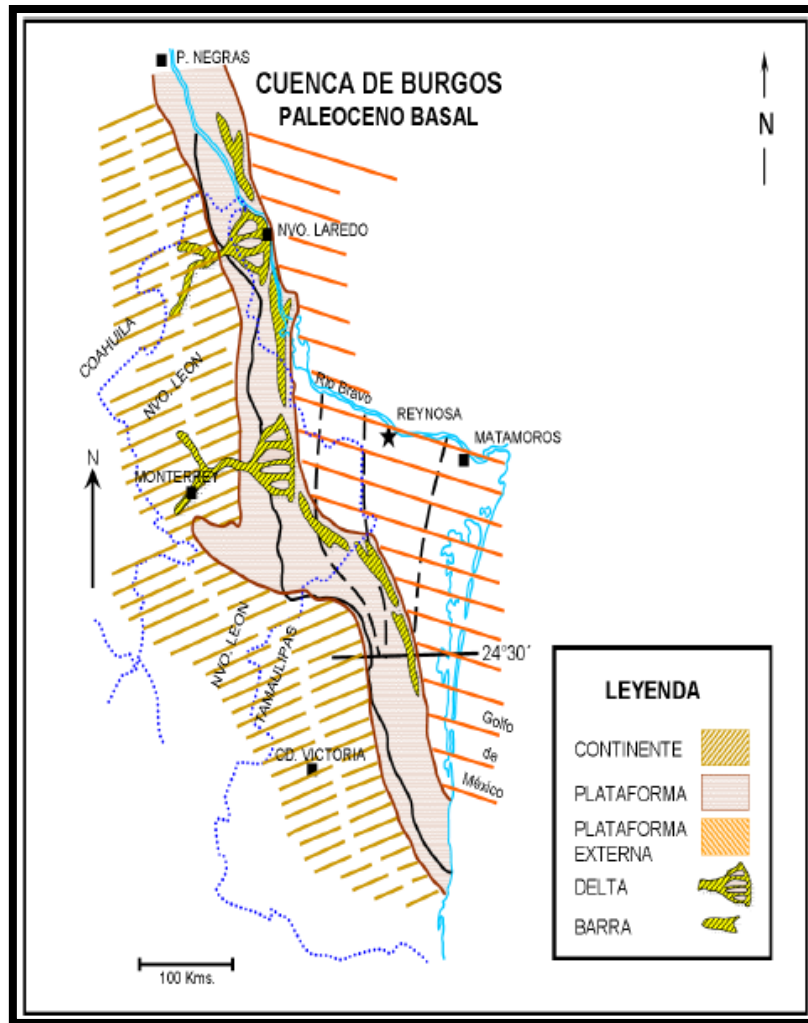 P. NEGRAS
CUENCA DE BURGOS
PALEOCENO BASAL
N
NVO. LAREDO
COAHUILA
NVO. LEON
Rio Bravo
REYNOSA
MATAMOROS
N
MONTERREY
NVO. LEON
TAMAULIPAS
24°30´
CD. VICTORIA
Golfo
de
México
LEYENDA
CONTINENTE
PLATAFORMA
PLATAFORMA
EXTERNA
DELTA
BARRA
100 Kms.